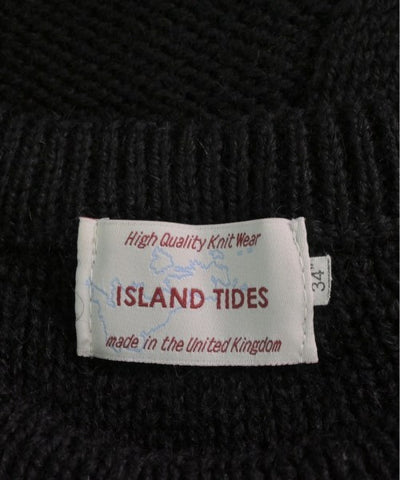 High Quality Knit Wear
ISLAND TIDES
made in the United Kingdom
34"